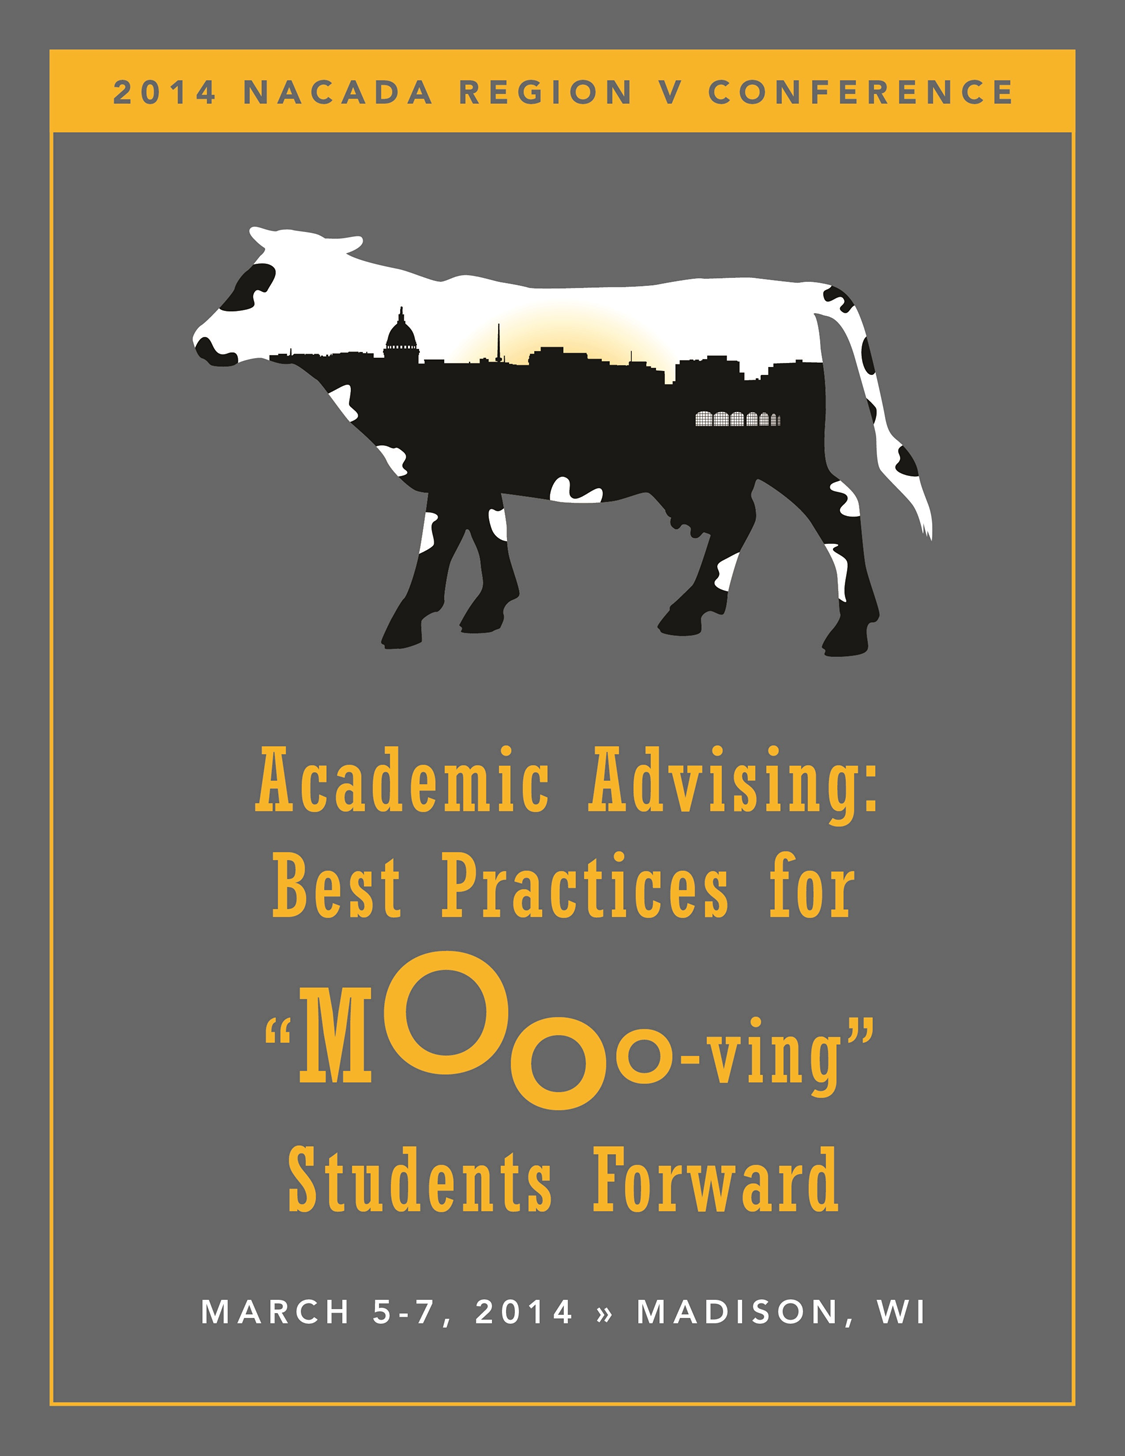 2014 NACADA REGION V CONFERENCE
Academic Advising:
Best Practices for
“MOoo-ving”
Students Forward
MARCH 5-7, 2014 » MADISON, WI